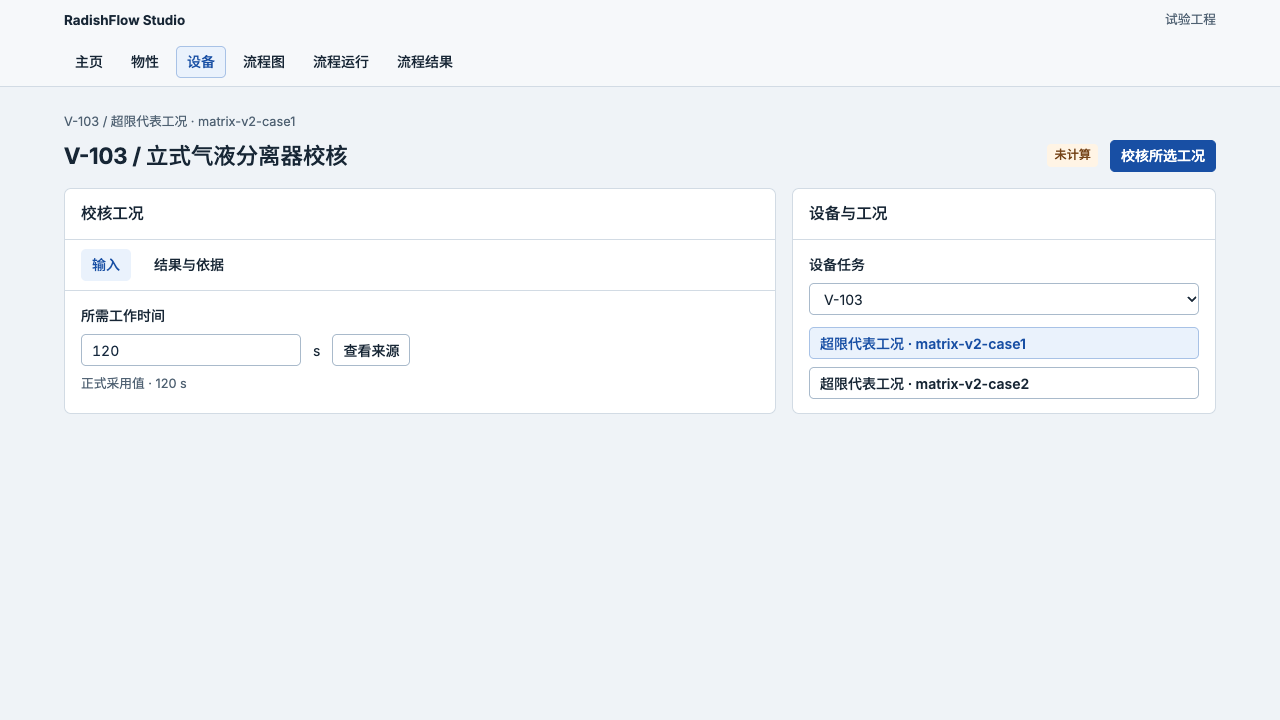 RadishFlow Studio
试验工程
主页
物性
设备
流程图
流程运行
流程结果
V-103 / 超限代表工况 · matrix-v2-case1
V-103 / 立式气液分离器校核
未计算
校核所选工况
校核工况
输入
结果与依据
所需工作时间
120
s
查看来源
正式采用值 · 120 s
设备与工况
设备任务
V-103
超限代表工况 · matrix-v2-case1
超限代表工况 · matrix-v2-case2